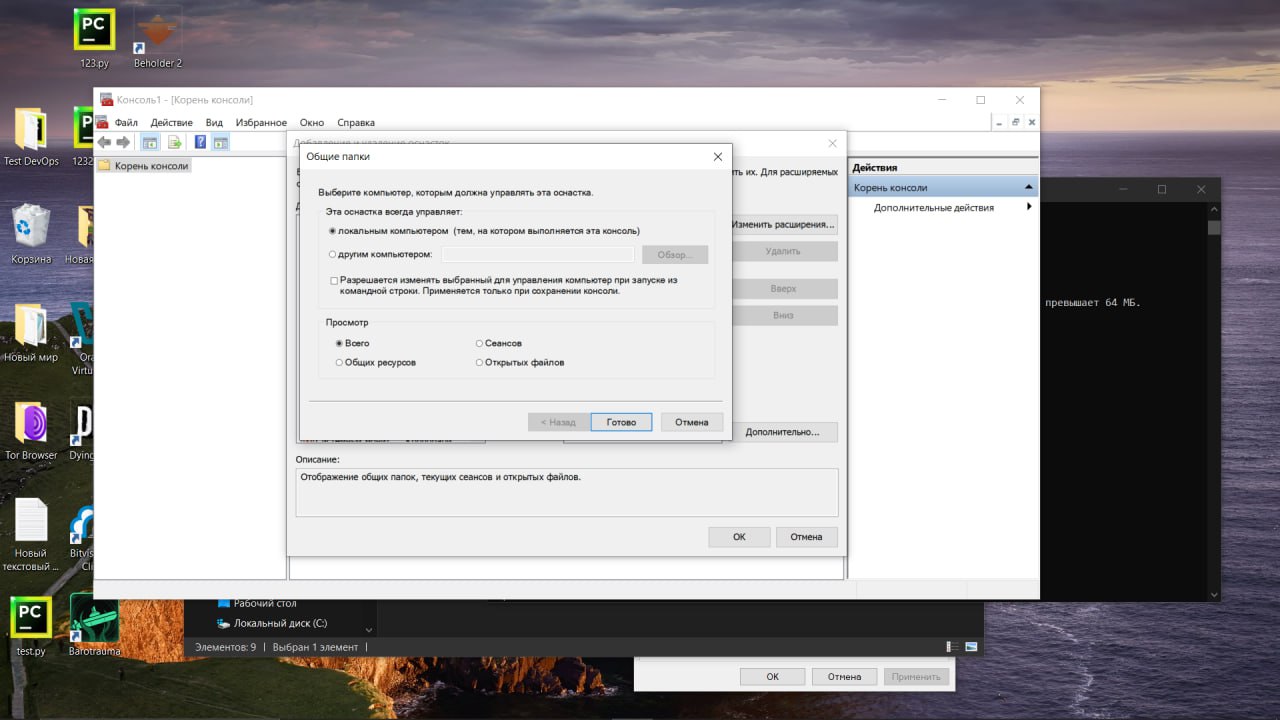 PC
123.py
Beholder 2
Test DevOps
1232
Корзина
Новая
Новый мир
Ora
Virtu
Tor Browser
Dying
Новый
текстовый ...
Bitvis
Cli
PC
test.py
Barotrauma
Консоль1 - [Корень консоли]
Файл Действие Вид Избранное Окно Справка
Корень консоли
Добавление и удаление оснасток
ить их. Для расширяемых
Изменить расширения...
Удалить
Вверх
Вниз
Дополнительно...
Описание:
Отображение общих папок, текущих сеансов и открытых файлов.
OK Отмена
Общие папки
Выберите компьютер, которым должна управлять эта оснастка.
Эта оснастка всегда управляет:
локальным компьютером (тем, на котором выполняется эта консоль)
другим компьютером: Обзор...
Разрешается изменять выбранный для управления компьютер при запуске из
командной строки. Применяется только при сохранении консоли.
Просмотр
Всего Сеансов
Общих ресурсов Открытых файлов
< Назад Готово Отмена
Действия
Корень консоли
Дополнительные действия
превышает 64 МБ.
Рабочий стол
Локальный диск (C:)
Элементов: 9 Выбран 1 элемент
OK Отмена Применить